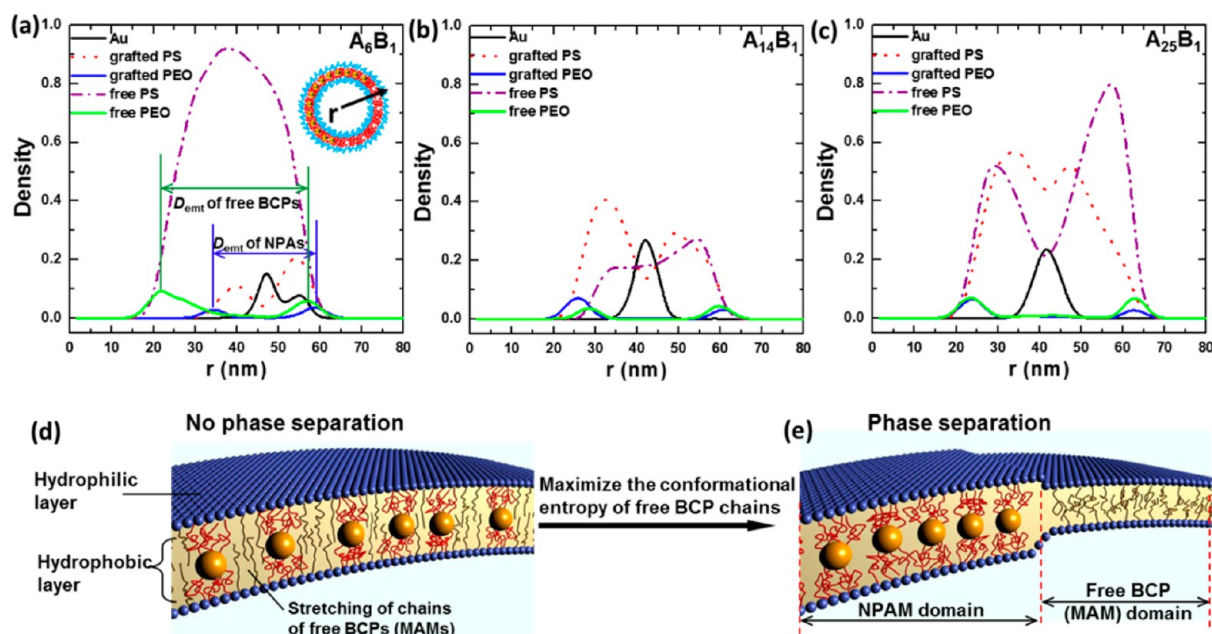 (a)
A₆B₁
Au
grafted PS
grafted PEO
free PS
free PEO
r
Dₑₘₜ of free BCPs
Dₑₘₜ of NPAs
Density
1.0
0.8
0.6
0.4
0.2
0.0
0 10 20 30 40 50 60 70 80
r (nm)
(b)
A₁₄B₁
Au
grafted PS
grafted PEO
free PS
free PEO
Density
1.0
0.8
0.6
0.4
0.2
0.0
0 10 20 30 40 50 60 70 80
r (nm)
(c)
A₂₅B₁
Au
grafted PS
grafted PEO
free PS
free PEO
Density
1.0
0.8
0.6
0.4
0.2
0.0
0 10 20 30 40 50 60 70 80
r (nm)
(d)
No phase separation
Hydrophilic
layer
Hydrophobic
layer
Stretching of chains
of free BCPs (MAMs)
Maximize the conformational
entropy of free BCP chains
(e)
Phase separation
NPAM domain
Free BCP
(MAM) domain